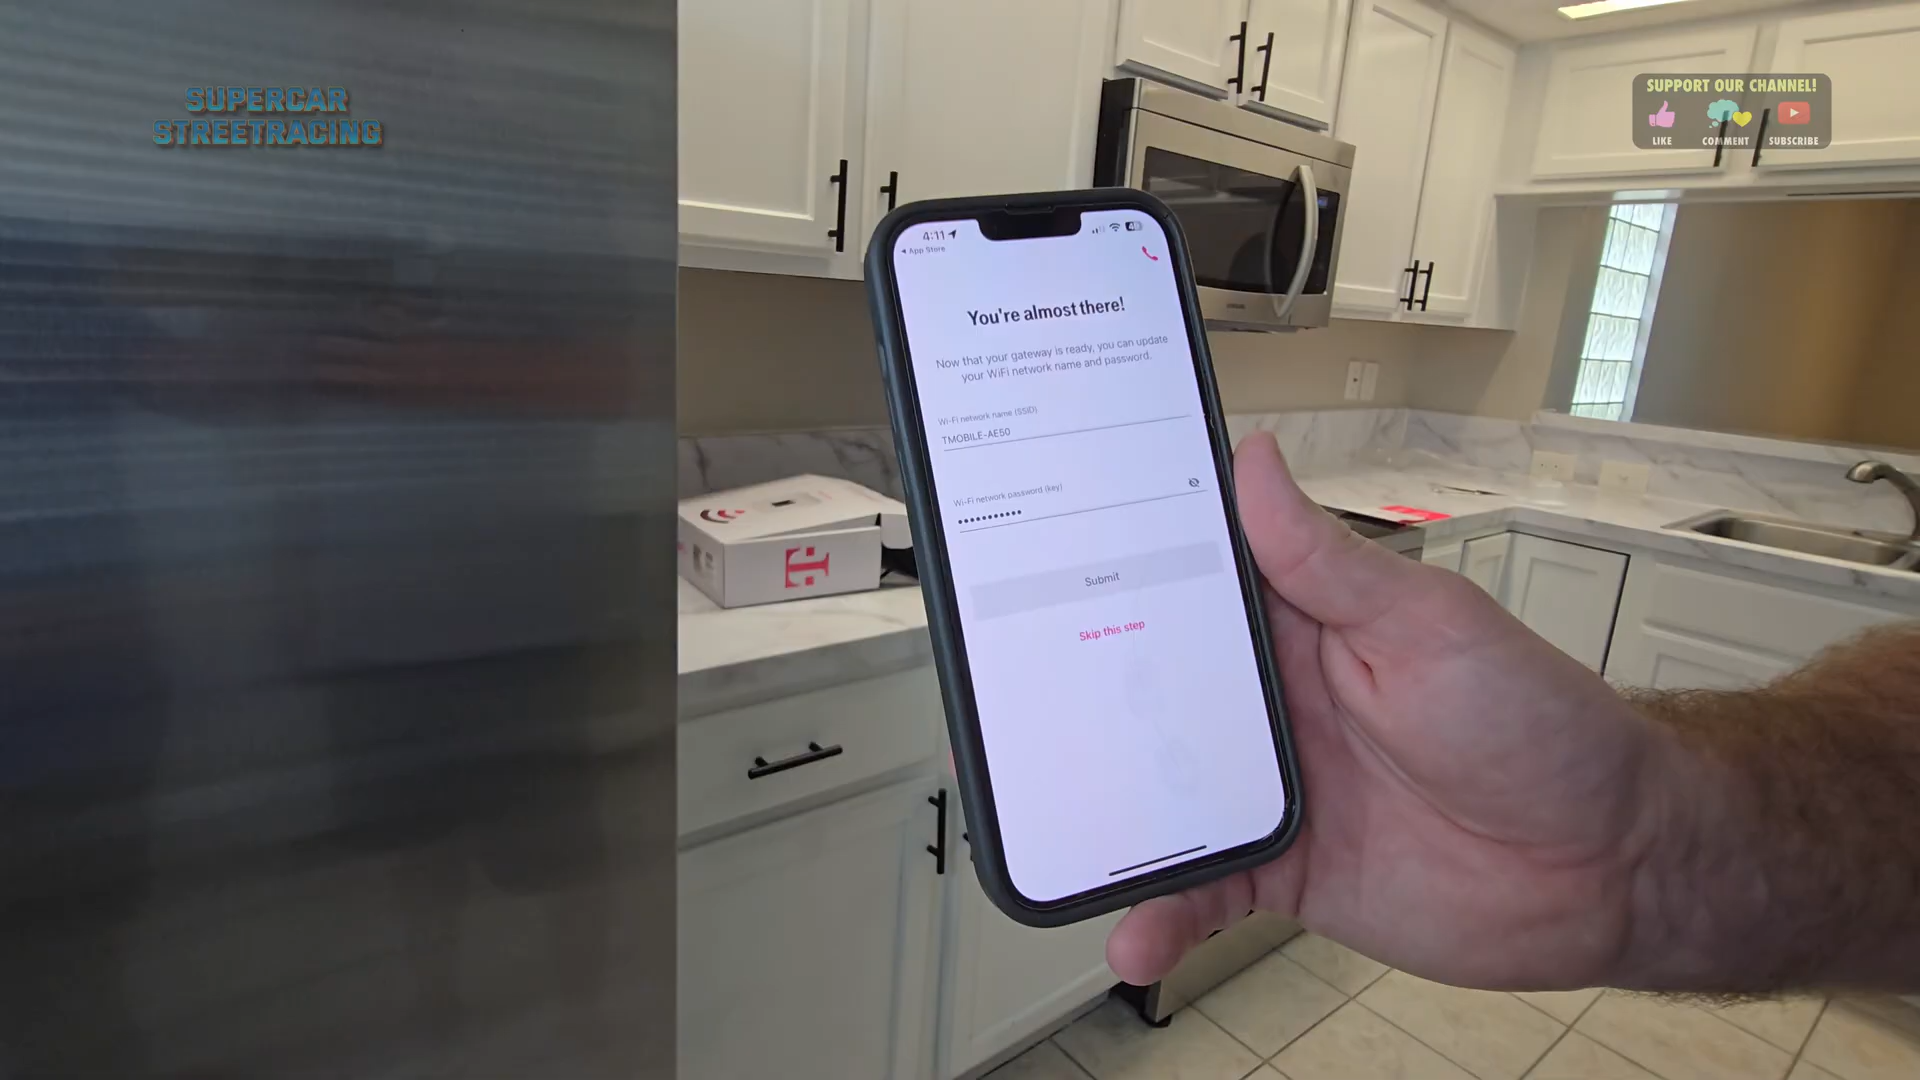 SUPERCAR
STREETRACING
SUPPORT OUR CHANNEL!
LIKE
COMMENT
SUBSCRIBE
4:11
App Store
You're almost there!
Now that your gateway is ready, you can update
your WiFi network name and password.
Wi-Fi network name (SSID)
TMOBILE-AE50
Wi-Fi network password (key)
•••••••••••
Submit
Skip this step
T